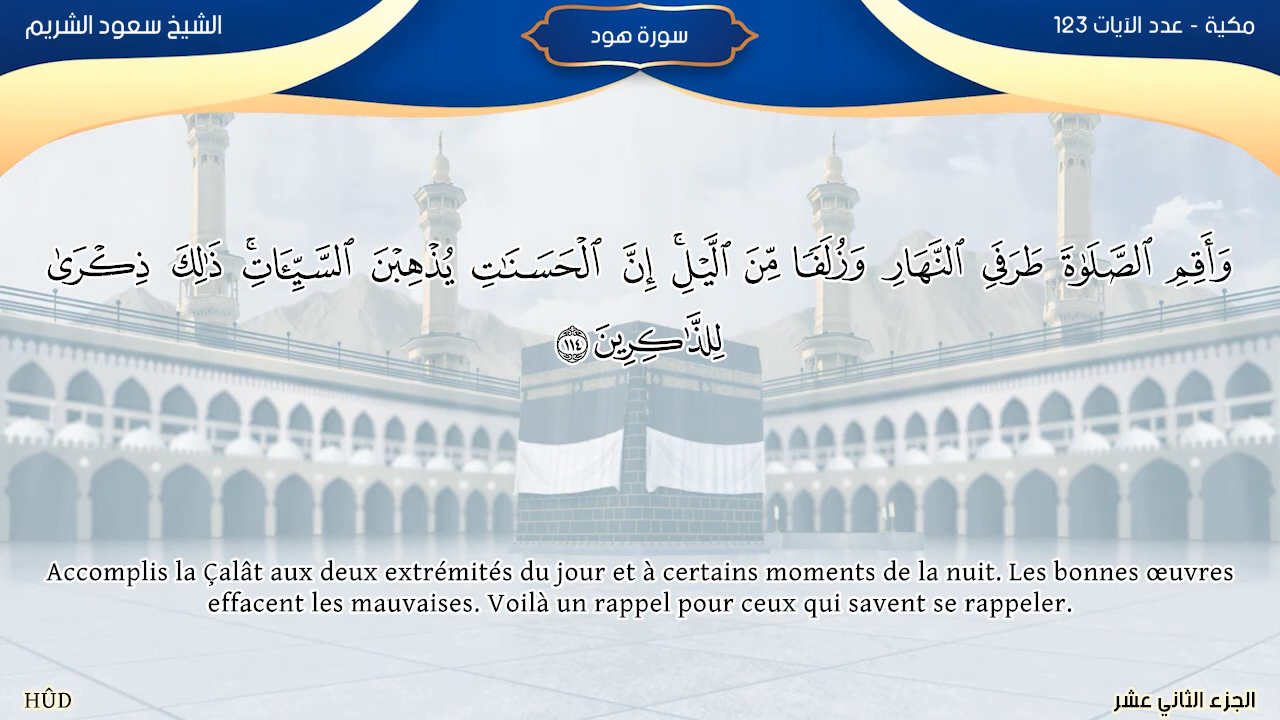 الشيخ سعود الشريم
سورة هود
مكية - عدد الآيات 123
وَأَقِمِ ٱلصَّلَوٰةَ طَرَفَىِ ٱلنَّهَارِ وَزُلَفًا مِّنَ ٱلَّيْلِ ۚ إِنَّ ٱلْحَسَنَـٰتِ يُذْهِبْنَ ٱلسَّيِّـَٔاتِ ۚ ذَٰلِكَ ذِكْرَىٰ
لِلذَّٰكِرِينَ ١١٤
Accomplis la Çalât aux deux extrémités du jour et à certains moments de la nuit. Les bonnes œuvres
effacent les mauvaises. Voilà un rappel pour ceux qui savent se rappeler.
HÛD
الجزء الثاني عشر